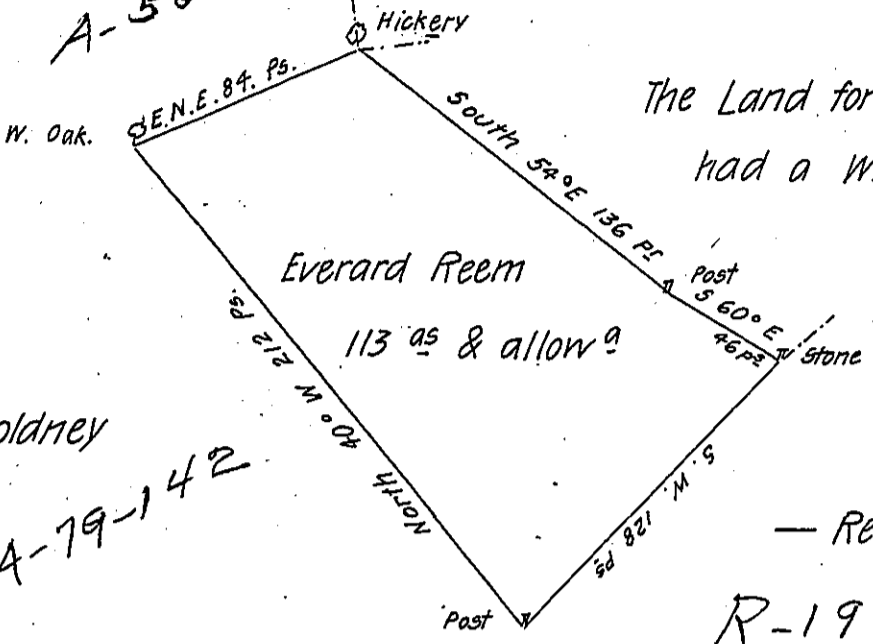 A-5
Hickery
E.N.E. 84. Ps.
W. Oak.
The Land for
had a W
South 54° E 136 Ps
Post
S 60° E
46 ps
Stone
Everard Reem
113 as & allow a
North 40° W 212 Ps.
oldney
S. W. 128 ps
A-79-142
— Re
Post
R-19